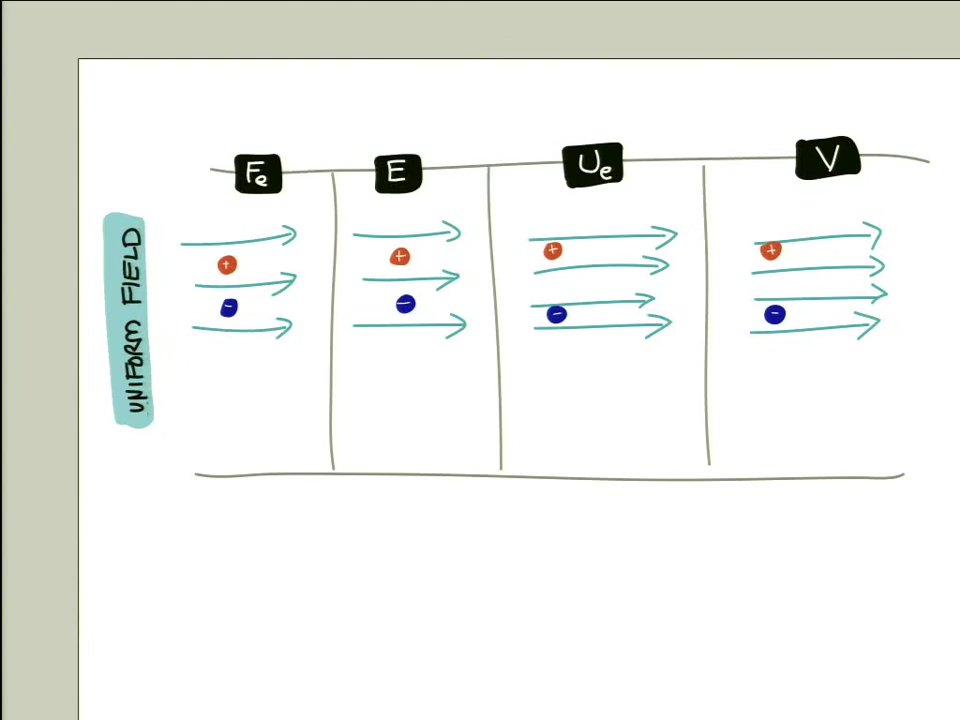 Fe
E
Ue
V
UNIFORM FIELD
+
+
+
+
-
-
-
-